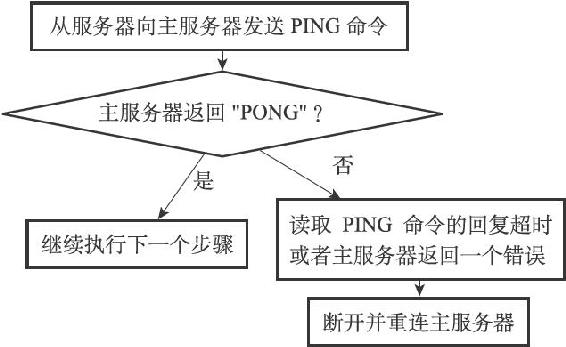 从服务器向主服务器发送 PING 命令
主服务器返回 "PONG"？
是
否
继续执行下一个步骤
读取 PING 命令的回复超时
或者主服务器返回一个错误
断开并重连主服务器